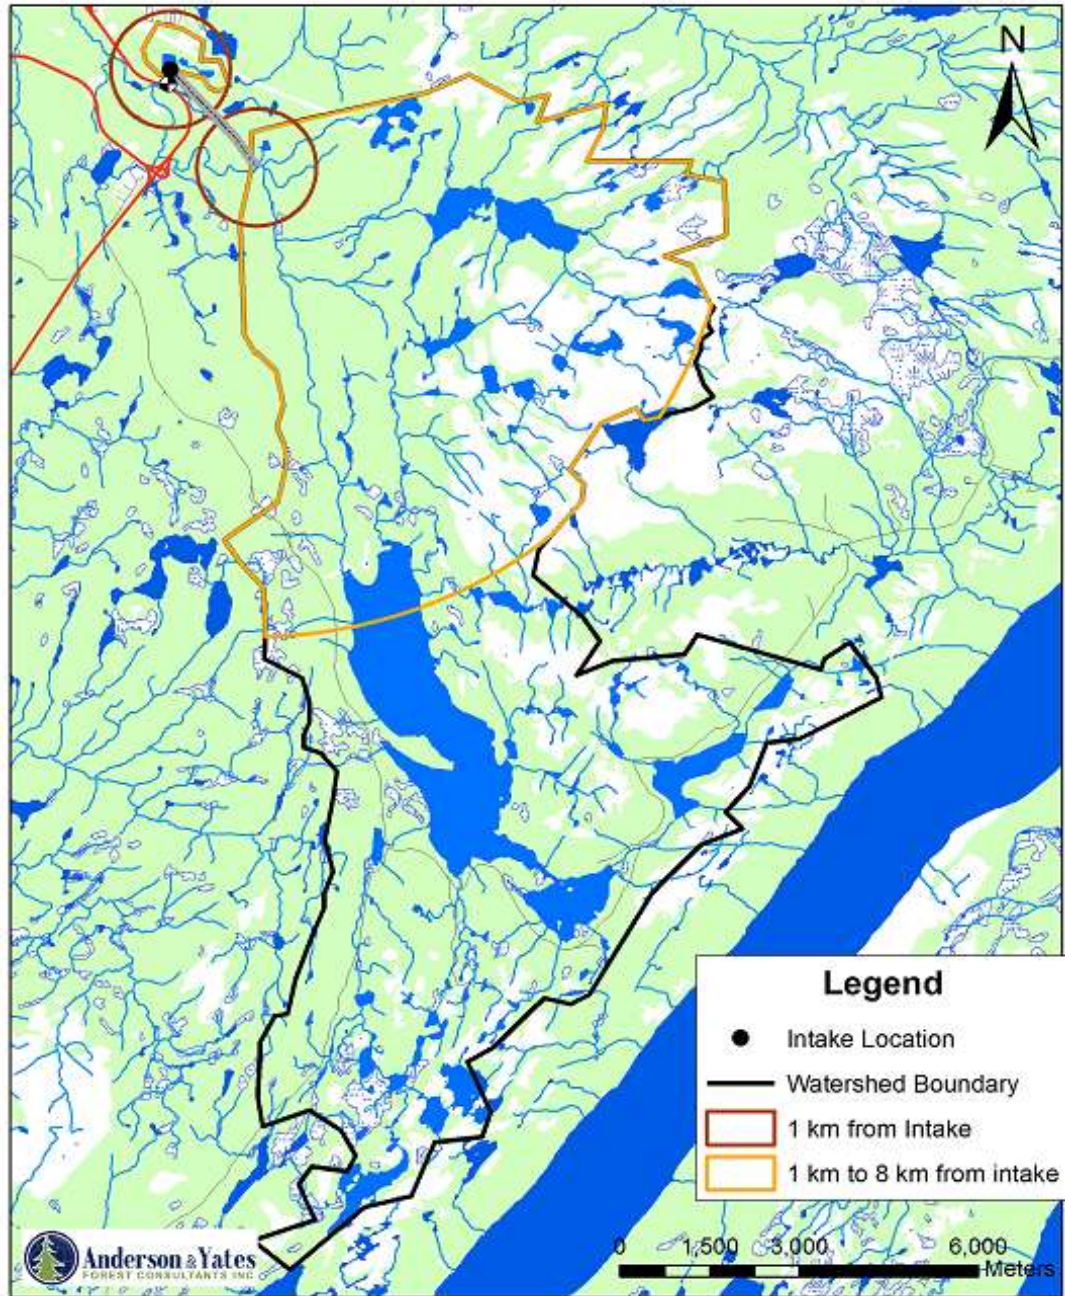 N
Legend
Intake Location
Watershed Boundary
1 km from Intake
1 km to 8 km from intake
Anderson & Yates
FOREST CONSULTANTS INC
0 1,500 3,000 6,000
Meters